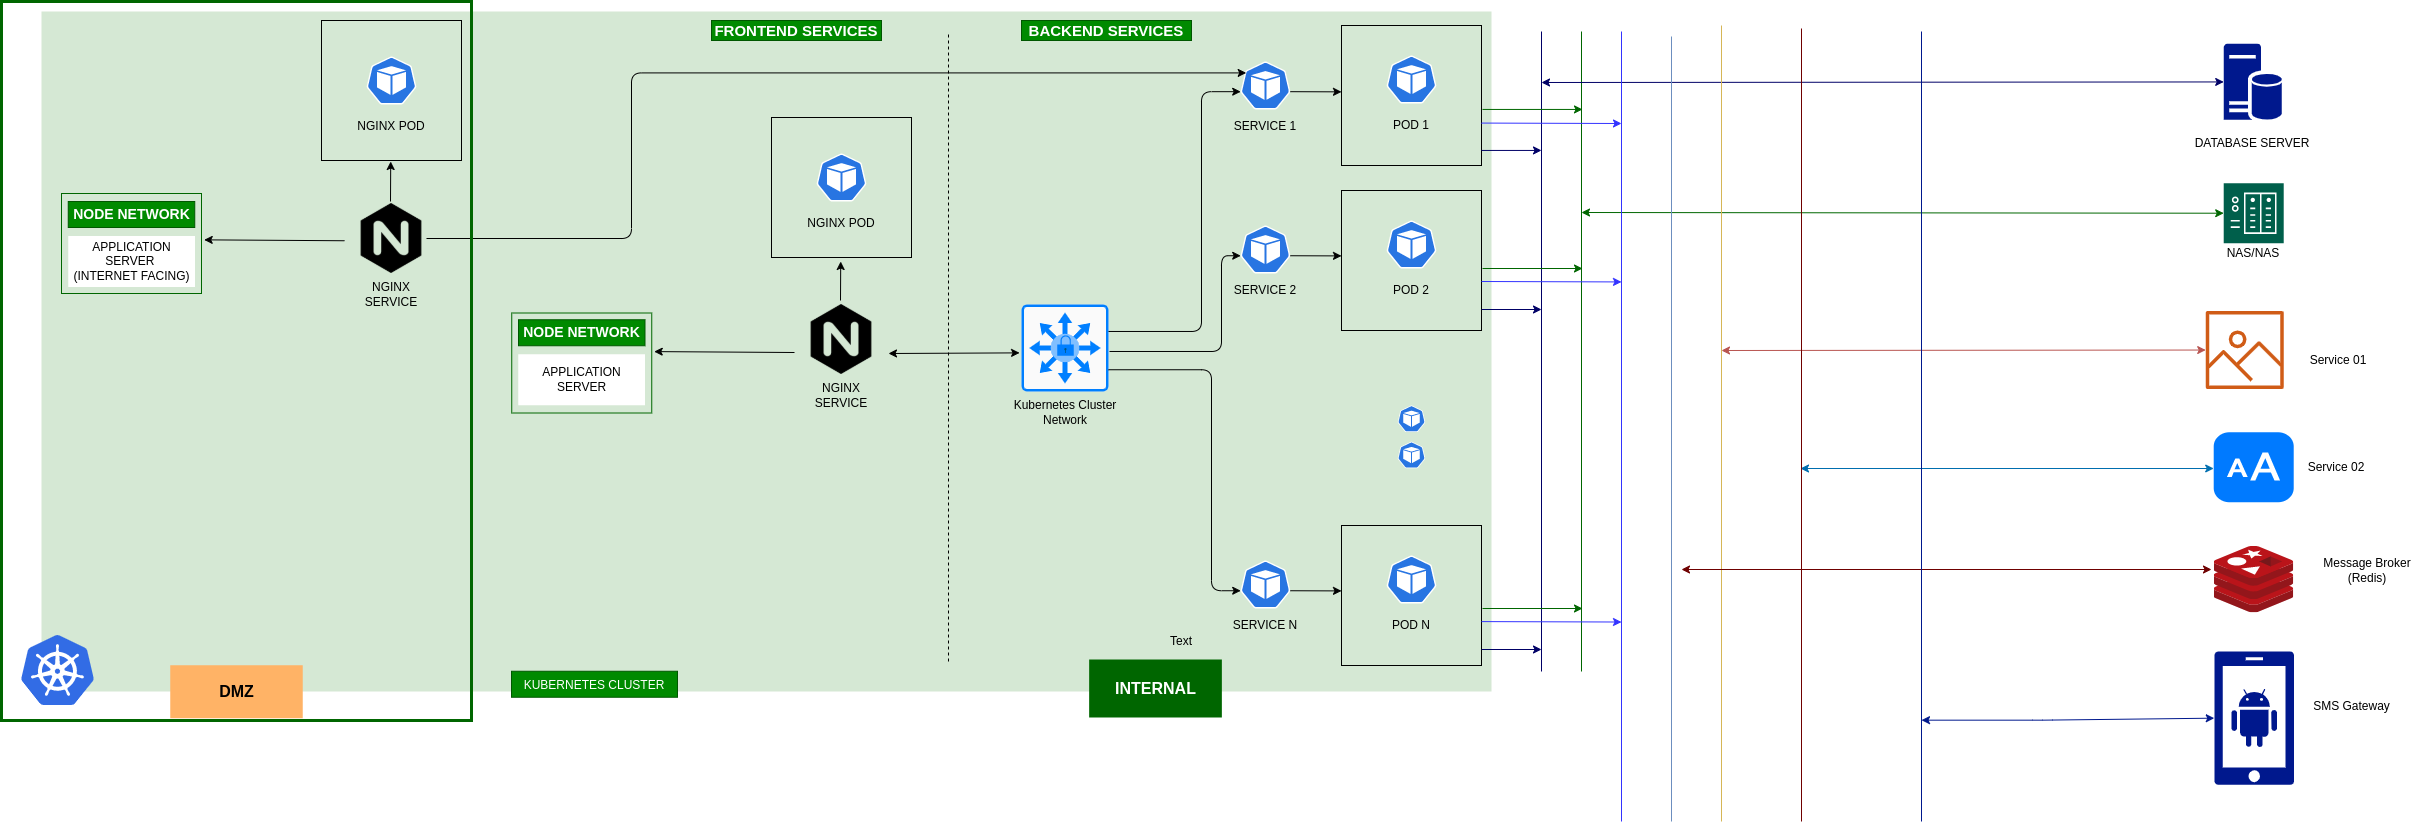 FRONTEND SERVICES
BACKEND SERVICES
NGINX POD
NODE NETWORK
APPLICATION
SERVER
(INTERNET FACING)
NGINX
SERVICE
NGINX POD
NODE NETWORK
APPLICATION
SERVER
NGINX
SERVICE
Kubernetes Cluster
Network
SERVICE 1
POD 1
SERVICE 2
POD 2
SERVICE N
POD N
Text
DMZ
KUBERNETES CLUSTER
INTERNAL
DATABASE SERVER
NAS/NAS
Service 01
AA
Service 02
Message Broker
(Redis)
SMS Gateway